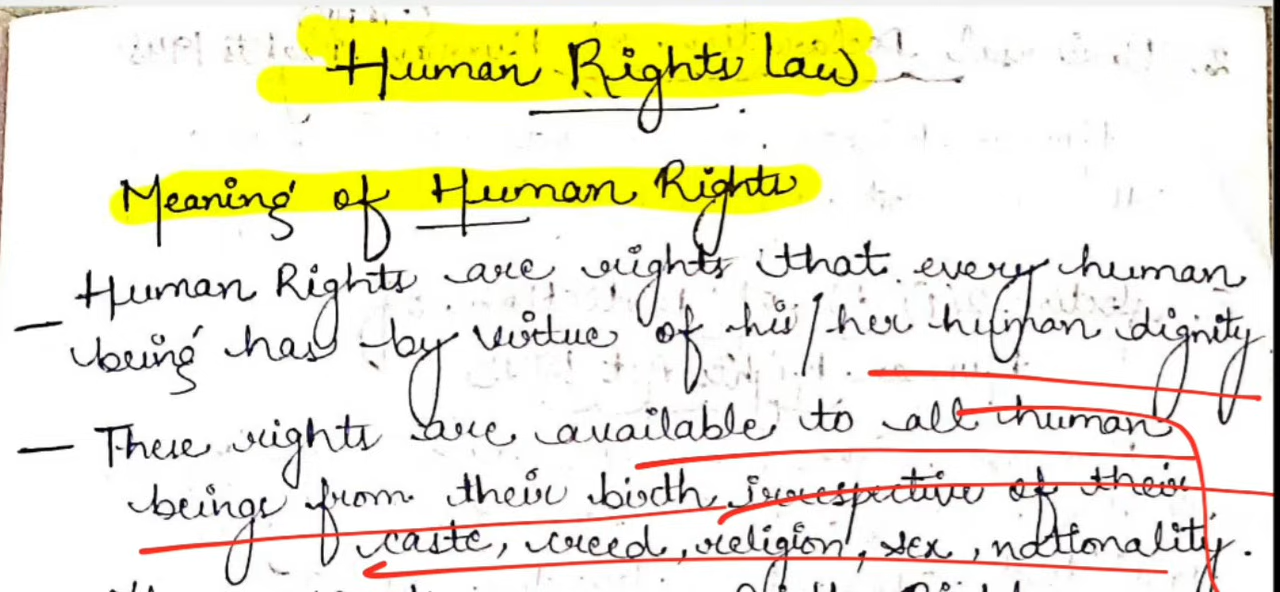 Human Rights law
Meaning of Human Rights
Human Rights are rights that every human
— being has by virtue of his/her human dignity
— These rights are available to all human
beings from their birth irrespective of their
caste, creed, religion, sex, nationality.